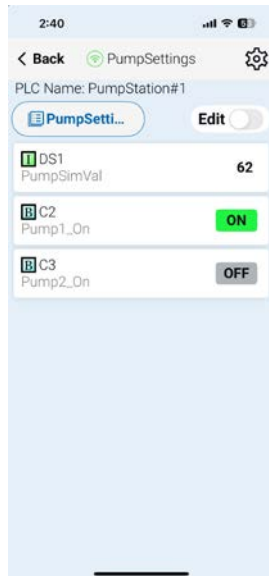 2:40
Back PumpSettings
PLC Name: PumpStation#1
PumpSetti... Edit
I DS1
PumpSimVal
62
B C2
Pump1_On
ON
B C3
Pump2_On
OFF